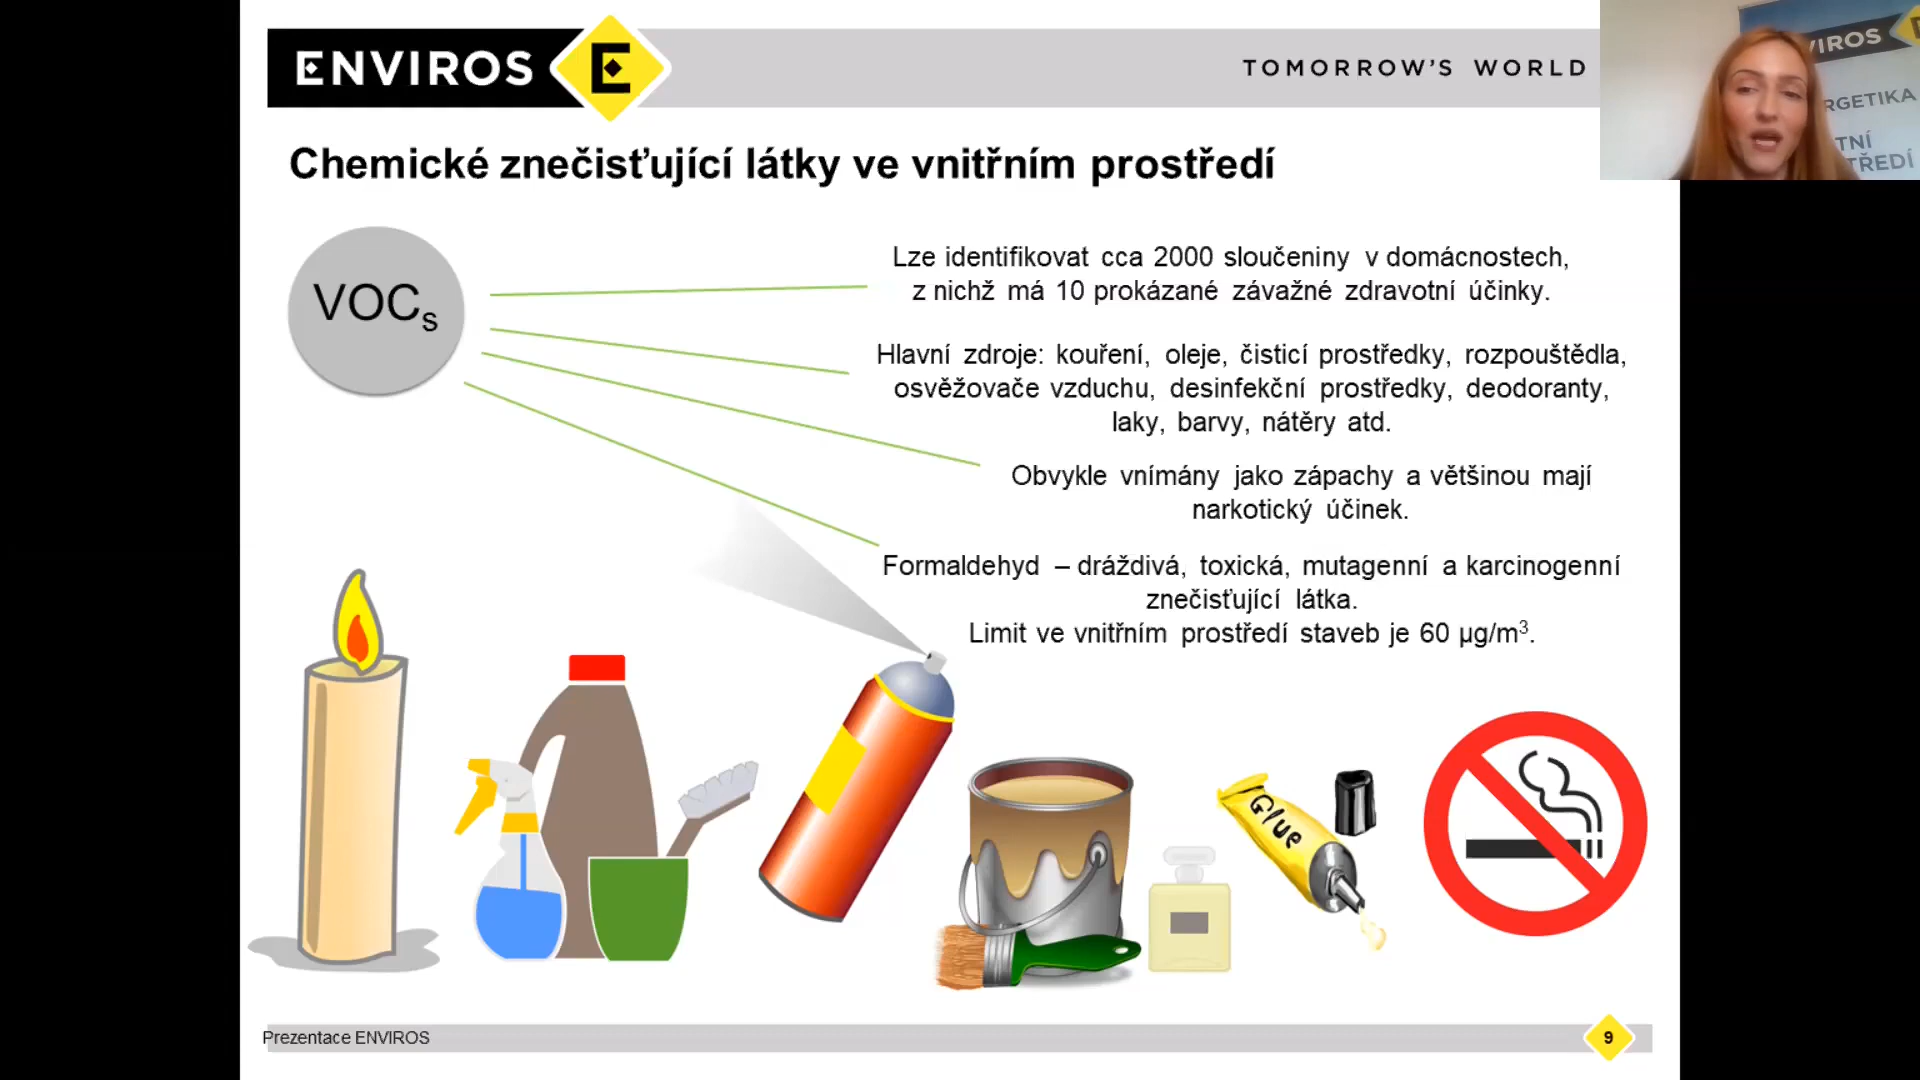 ENVIROS
TOMORROW'S WORLD
VIROS
RGETIKA
TNÍ
TŘEDÍ
Chemické znečisťující látky ve vnitřním prostředí
VOCs
Lze identifikovat cca 2000 sloučeniny v domácnostech,
z nichž má 10 prokázané závažné zdravotní účinky.
Hlavní zdroje: kouření, oleje, čisticí prostředky, rozpouštědla,
osvěžovače vzduchu, desinfekční prostředky, deodoranty,
laky, barvy, nátěry atd.
Obvykle vnímány jako zápachy a většinou mají
narkotický účinek.
Formaldehyd – dráždivá, toxická, mutagenní a karcinogenní
znečisťující látka.
Limit ve vnitřním prostředí staveb je 60 µg/m³.
Glue
Prezentace ENVIROS
9